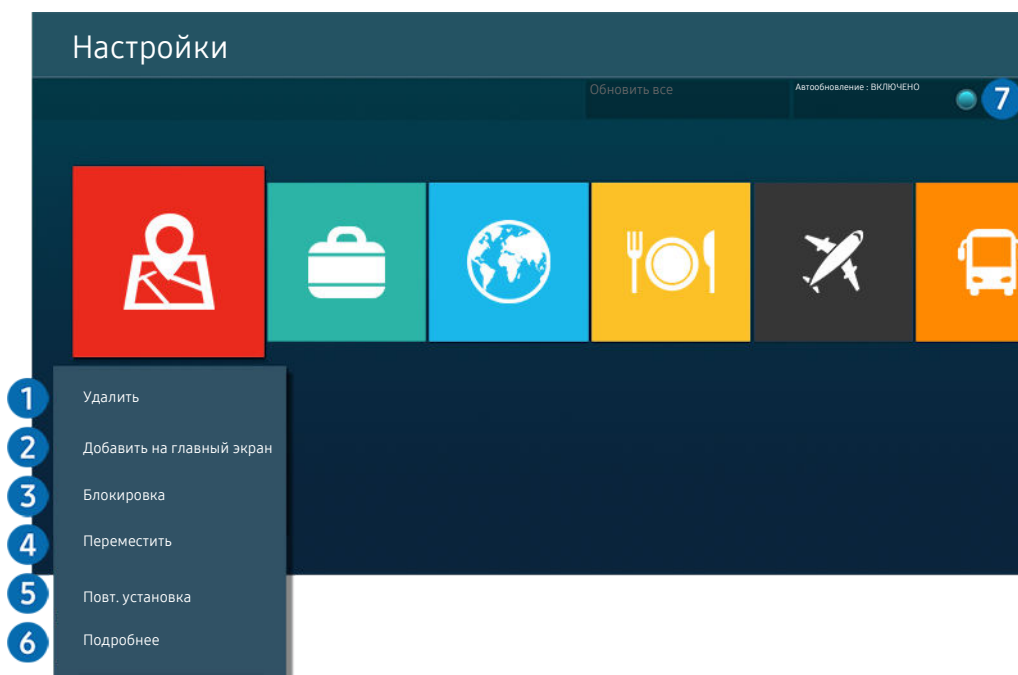 Настройки
Обновить все
Автообновление : ВКЛЮЧЕНО
7
1 Удалить
2 Добавить на главный экран
3 Блокировка
4 Переместить
5 Повт. установка
6 Подробнее